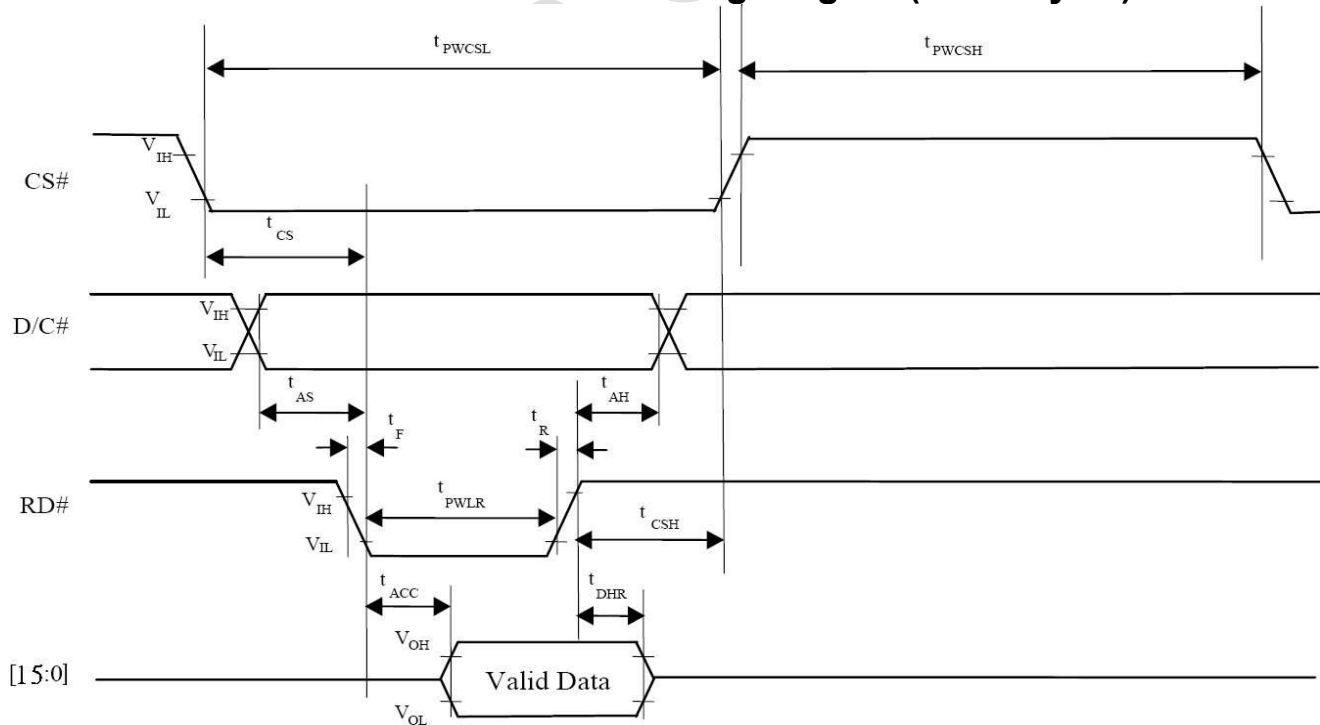 t PWCSL
t PWCSH
V IH
CS#
V IL
t CS
V IH
D/C#
V IL
t AS
t AH
t F
t R
RD#
V IH
t PWLR
t CSH
V IL
t ACC
t DHR
V OH
[15:0]
Valid Data
V OL